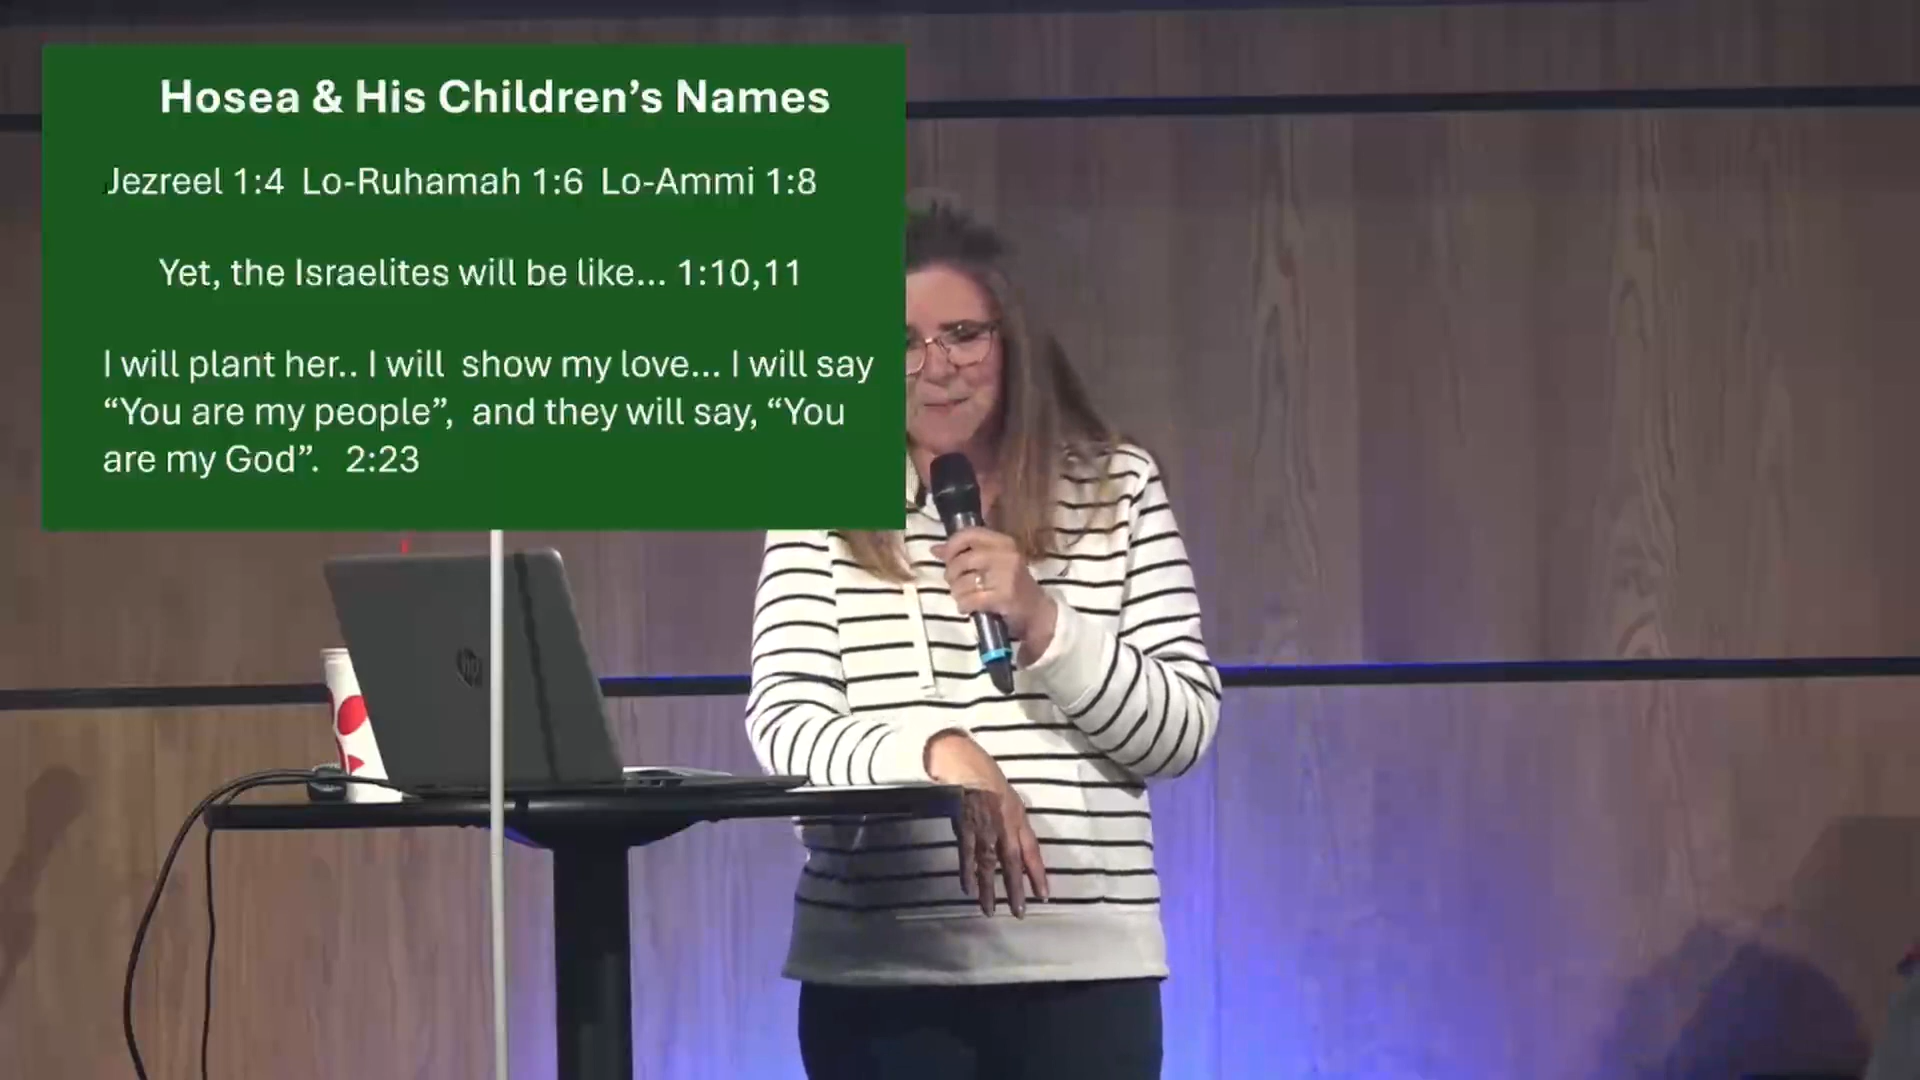 Hosea & His Children’s Names
Jezreel 1:4 Lo-Ruhamah 1:6 Lo-Ammi 1:8
Yet, the Israelites will be like... 1:10,11
I will plant her.. I will show my love... I will say
“You are my people”, and they will say, “You
are my God”. 2:23
hp